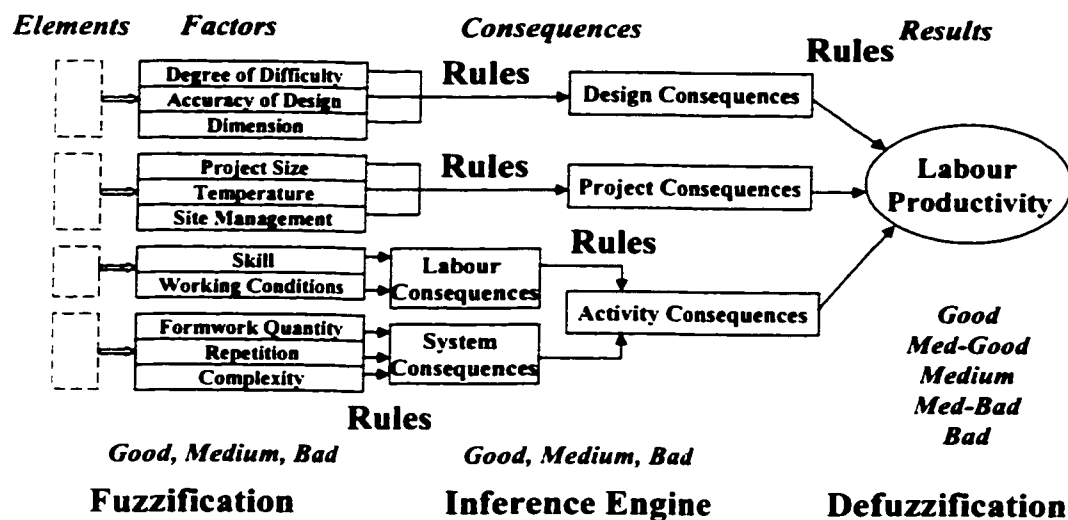 Elements Factors Consequences Rules Results
Degree of Difficulty
Accuracy of Design
Dimension
Rules
Design Consequences
Project Size
Temperature
Site Management
Rules
Project Consequences
Labour
Productivity
Skill
Working Conditions
Labour
Consequences
Rules
Activity Consequences
Formwork Quantity
Repetition
Complexity
System
Consequences
Rules
Good
Med-Good
Medium
Med-Bad
Bad
Good, Medium, Bad Good, Medium, Bad
Fuzzification Inference Engine Defuzzification